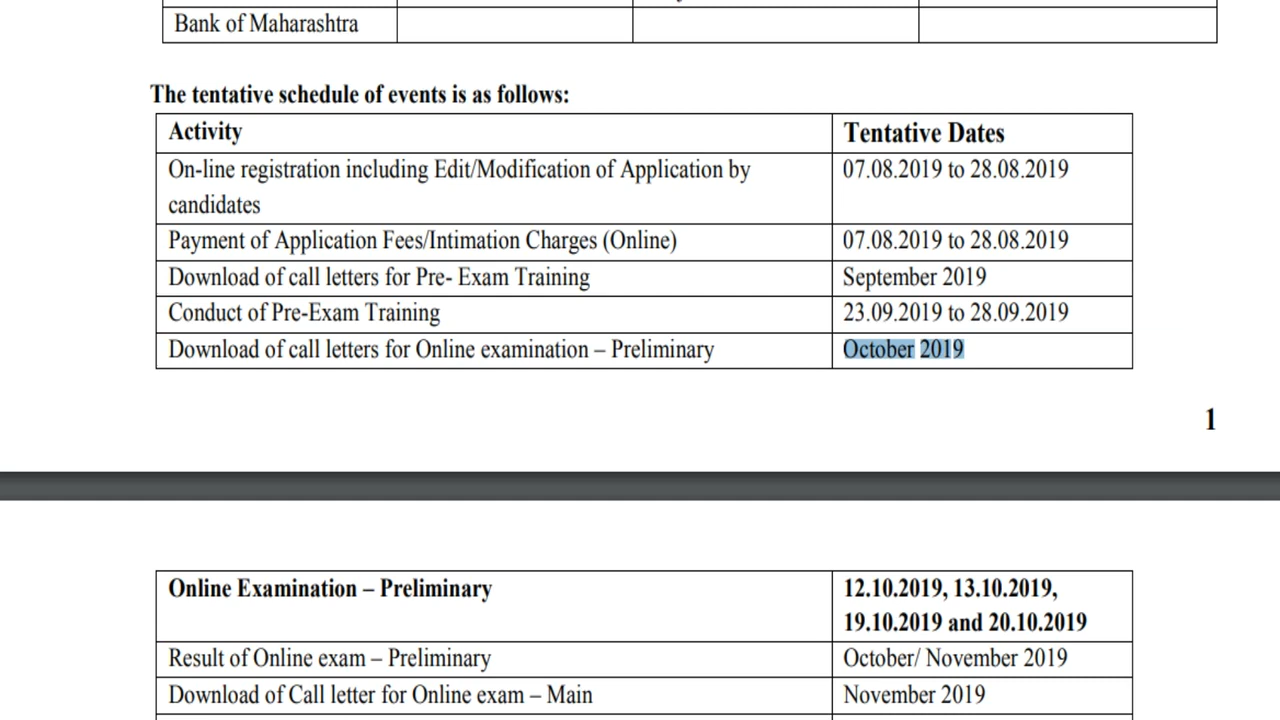 Bank of Maharashtra
The tentative schedule of events is as follows:
Activity
Tentative Dates
On-line registration including Edit/Modification of Application by
candidates
07.08.2019 to 28.08.2019
Payment of Application Fees/Intimation Charges (Online)
07.08.2019 to 28.08.2019
Download of call letters for Pre- Exam Training
September 2019
Conduct of Pre-Exam Training
23.09.2019 to 28.09.2019
Download of call letters for Online examination – Preliminary
October 2019
1
Online Examination – Preliminary
12.10.2019, 13.10.2019,
19.10.2019 and 20.10.2019
Result of Online exam – Preliminary
October/ November 2019
Download of Call letter for Online exam – Main
November 2019